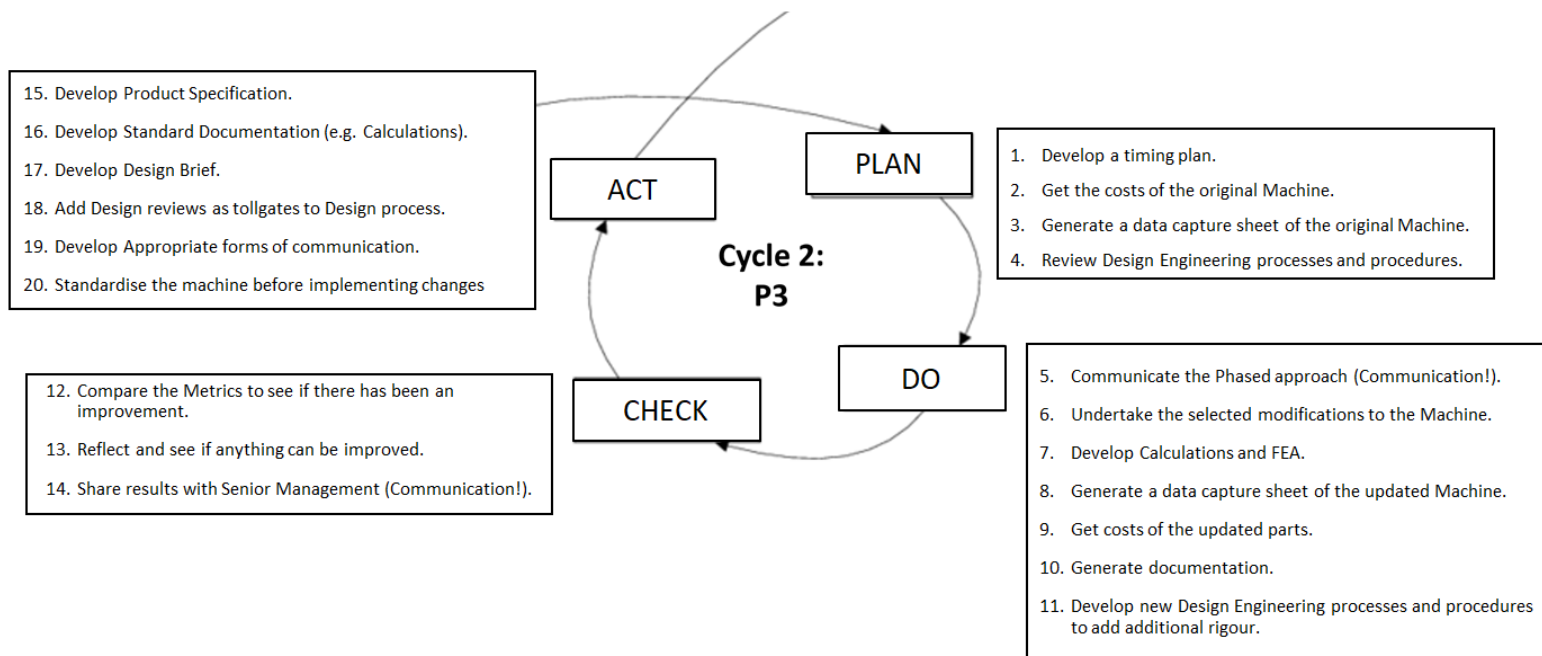 PLAN
1. Develop a timing plan.
2. Get the costs of the original Machine.
3. Generate a data capture sheet of the original Machine.
4. Review Design Engineering processes and procedures.
DO
5. Communicate the Phased approach (Communication!).
6. Undertake the selected modifications to the Machine.
7. Develop Calculations and FEA.
8. Generate a data capture sheet of the updated Machine.
9. Get costs of the updated parts.
10. Generate documentation.
11. Develop new Design Engineering processes and procedures
to add additional rigour.
CHECK
12. Compare the Metrics to see if there has been an
improvement.
13. Reflect and see if anything can be improved.
14. Share results with Senior Management (Communication!).
ACT
15. Develop Product Specification.
16. Develop Standard Documentation (e.g. Calculations).
17. Develop Design Brief.
18. Add Design reviews as tollgates to Design process.
19. Develop Appropriate forms of communication.
20. Standardise the machine before implementing changes
Cycle 2:
P3